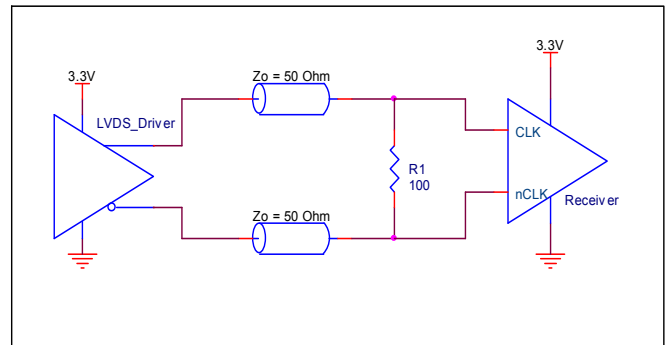 3.3V
3.3V
Zo = 50 Ohm
LVDS_Driver
CLK
R1
100
nCLK
Receiver
Zo = 50 Ohm